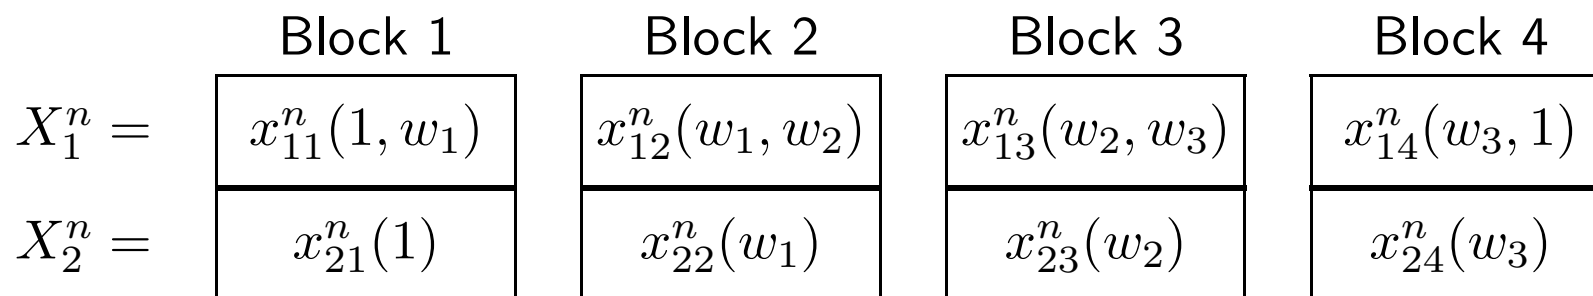 Block 1 Block 2 Block 3 Block 4
$X_1^n =$ $x_{11}^n(1, w_1)$ $x_{12}^n(w_1, w_2)$ $x_{13}^n(w_2, w_3)$ $x_{14}^n(w_3, 1)$
$X_2^n =$ $x_{21}^n(1)$ $x_{22}^n(w_1)$ $x_{23}^n(w_2)$ $x_{24}^n(w_3)$